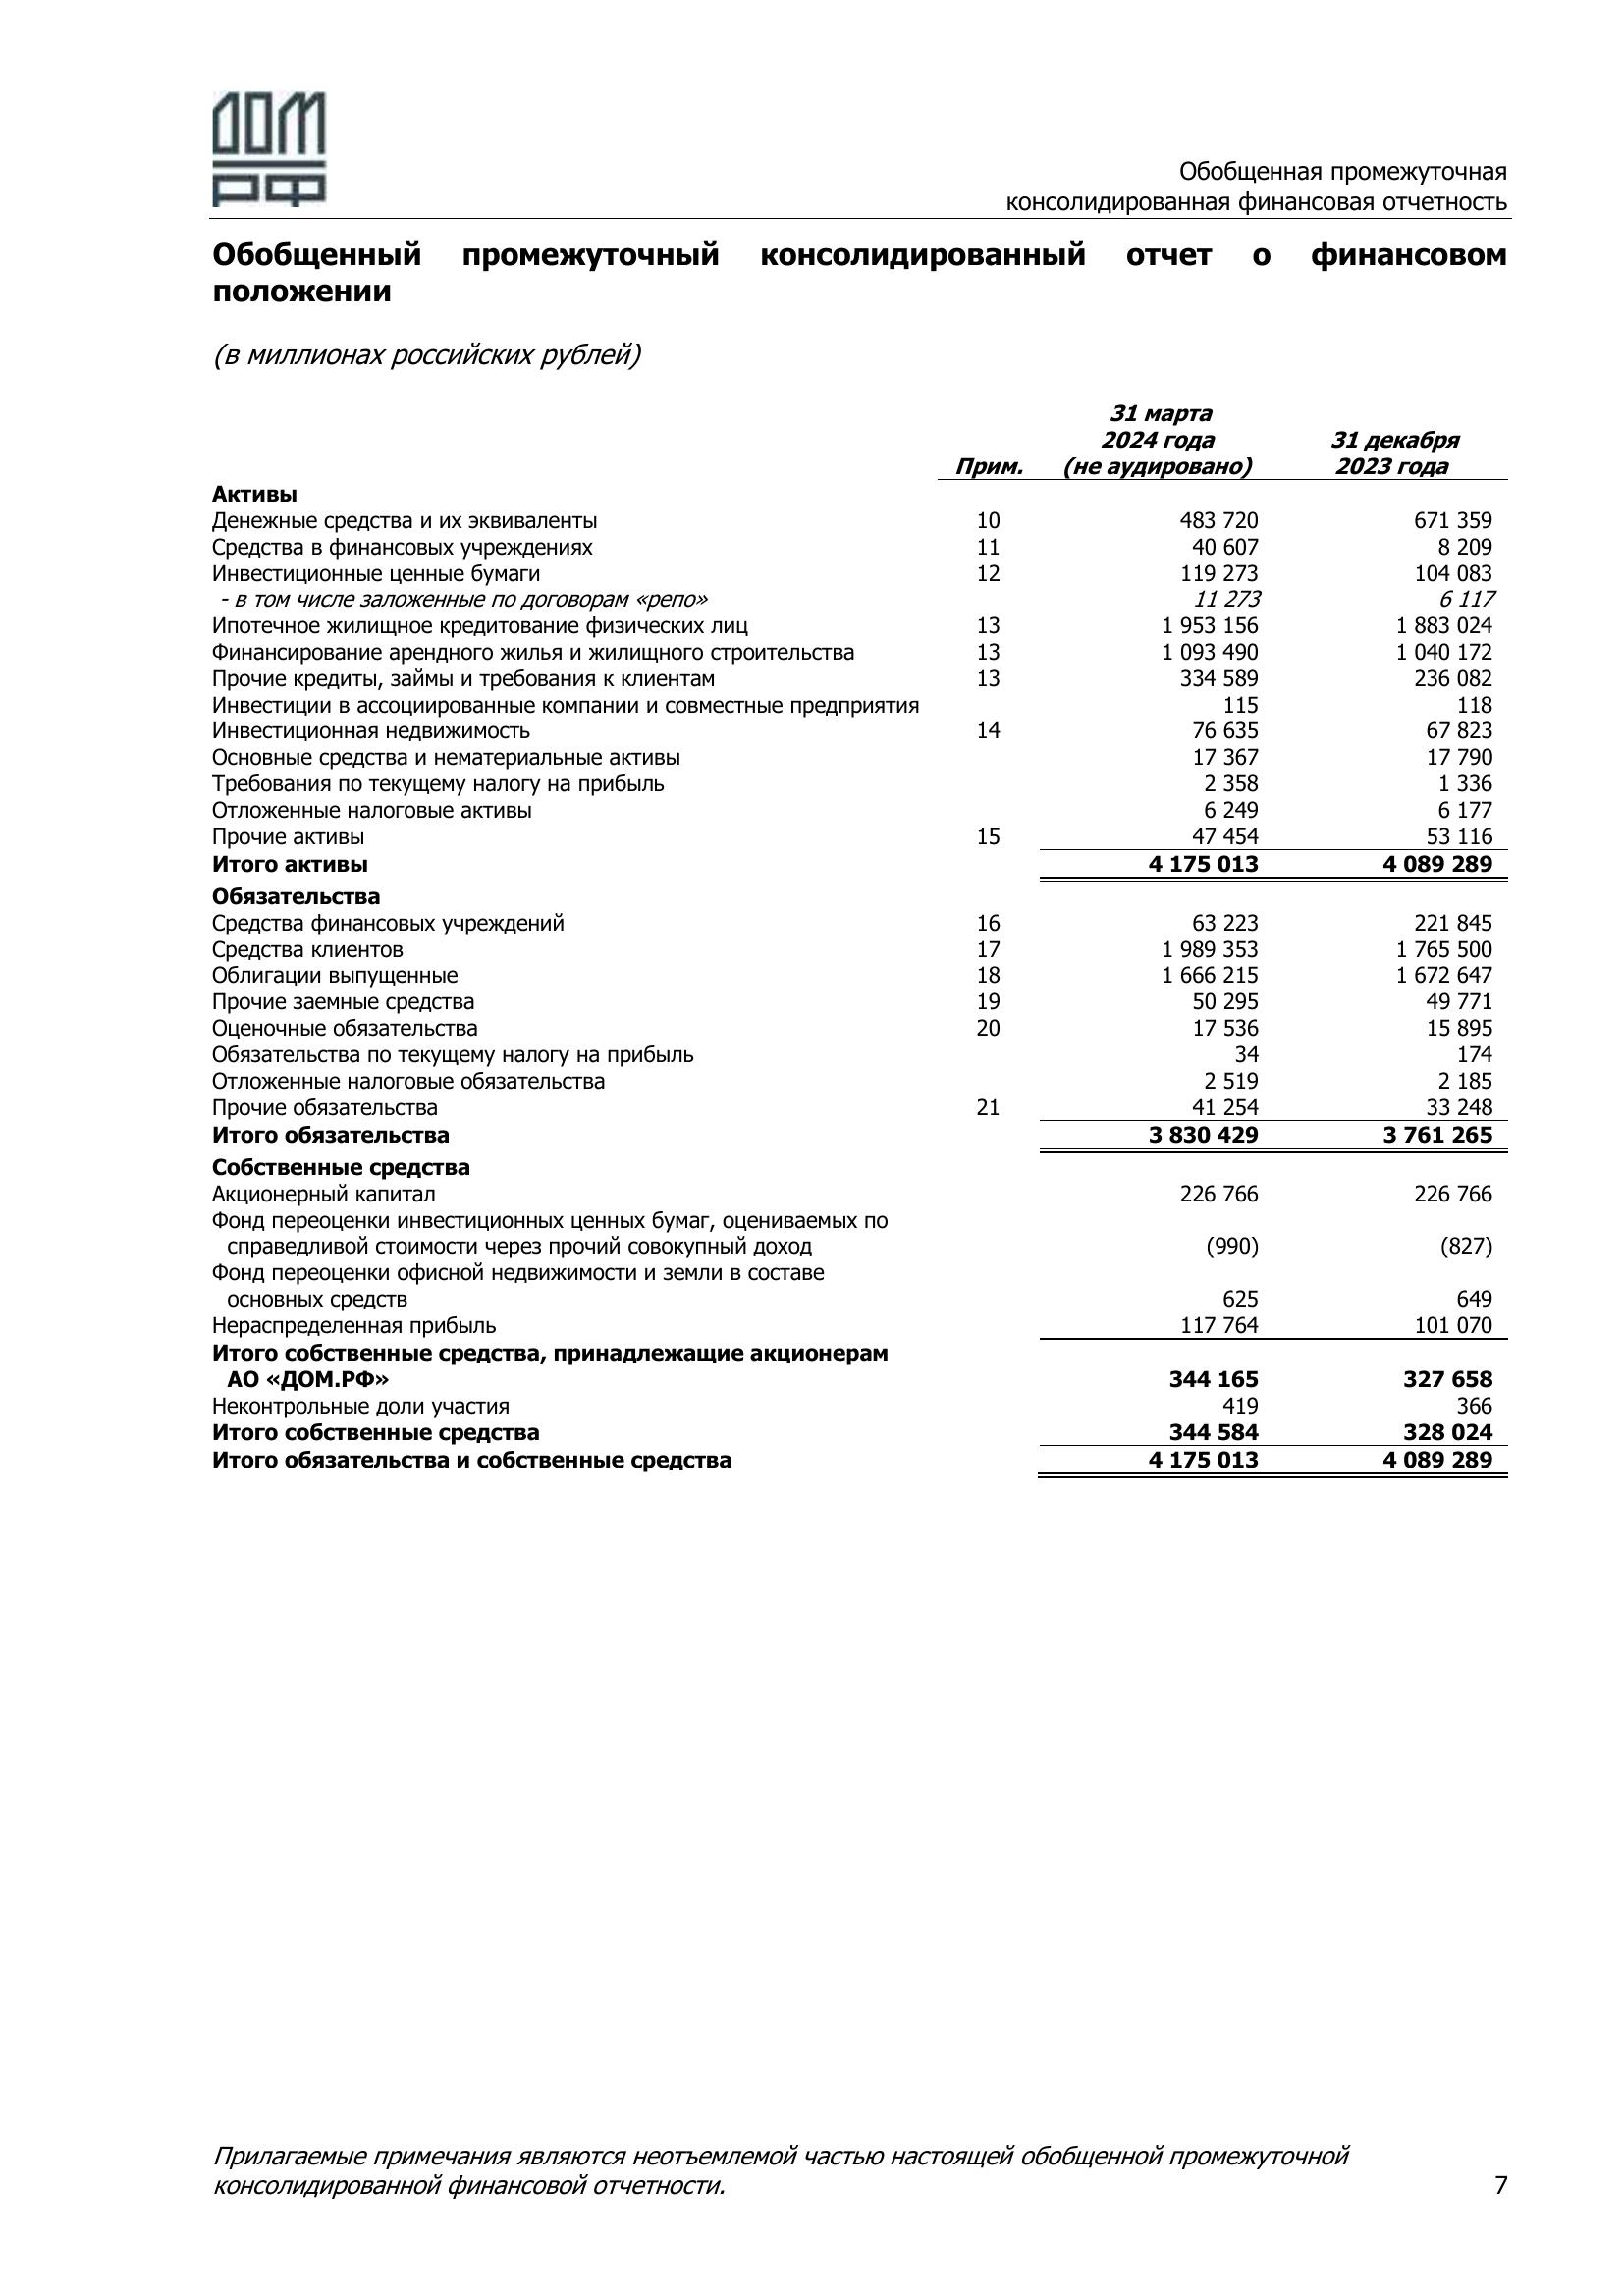 ДОМ
РФ
Обобщенная промежуточная
консолидированная финансовая отчетность
Обобщенный промежуточный консолидированный отчет о финансовом
положении
(в миллионах российских рублей)
31 марта
2024 года 31 декабря
Прим. (не аудировано) 2023 года
Активы
Денежные средства и их эквиваленты 10 483 720 671 359
Средства в финансовых учреждениях 11 40 607 8 209
Инвестиционные ценные бумаги 12 119 273 104 083
- в том числе заложенные по договорам «репо» 11 273 6 117
Ипотечное жилищное кредитование физических лиц 13 1 953 156 1 883 024
Финансирование арендного жилья и жилищного строительства 13 1 093 490 1 040 172
Прочие кредиты, займы и требования к клиентам 13 334 589 236 082
Инвестиции в ассоциированные компании и совместные предприятия 115 118
Инвестиционная недвижимость 14 76 635 67 823
Основные средства и нематериальные активы 17 367 17 790
Требования по текущему налогу на прибыль 2 358 1 336
Отложенные налоговые активы 6 249 6 177
Прочие активы 15 47 454 53 116
Итого активы 4 175 013 4 089 289
Обязательства
Средства финансовых учреждений 16 63 223 221 845
Средства клиентов 17 1 989 353 1 765 500
Облигации выпущенные 18 1 666 215 1 672 647
Прочие заемные средства 19 50 295 49 771
Оценочные обязательства 20 17 536 15 895
Обязательства по текущему налогу на прибыль 34 174
Отложенные налоговые обязательства 2 519 2 185
Прочие обязательства 21 41 254 33 248
Итого обязательства 3 830 429 3 761 265
Собственные средства
Акционерный капитал 226 766 226 766
Фонд переоценки инвестиционных ценных бумаг, оцениваемых по
справедливой стоимости через прочий совокупный доход (990) (827)
Фонд переоценки офисной недвижимости и земли в составе
основных средств 625 649
Нераспределенная прибыль 117 764 101 070
Итого собственные средства, принадлежащие акционерам
АО «ДОМ.РФ» 344 165 327 658
Неконтрольные доли участия 419 366
Итого собственные средства 344 584 328 024
Итого обязательства и собственные средства 4 175 013 4 089 289
Прилагаемые примечания являются неотъемлемой частью настоящей обобщенной промежуточной
консолидированной финансовой отчетности. 7